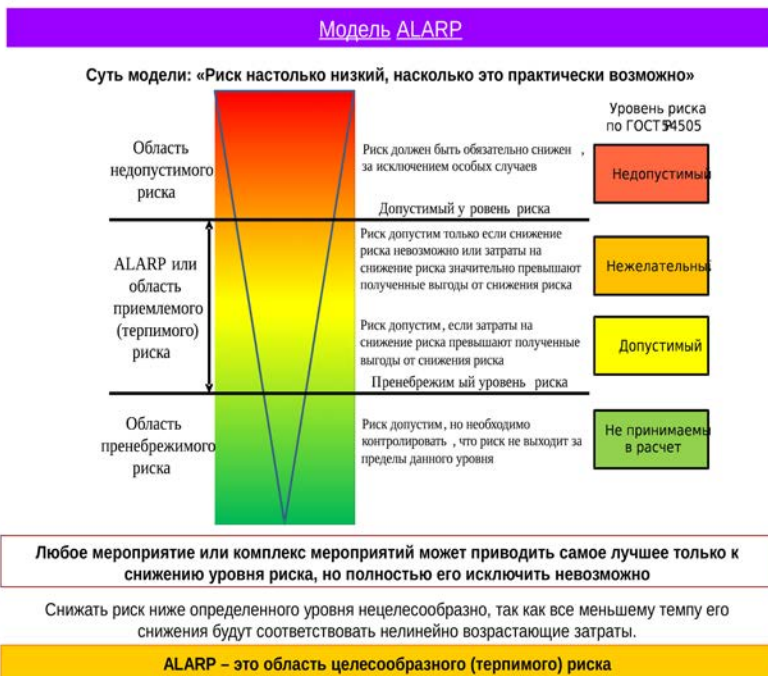 Модель ALARP
Суть модели: «Риск настолько низкий, насколько это практически возможно»
Уровень риска
по ГОСТ Р 54505
Область
недопустимого
риска
Риск должен быть обязательно снижен ,
за исключением особых случаев
Недопустимый
Допустимый у ровень риска
ALARP или
область
приемлемого
(терпимого)
риска
Риск допустим только если снижение
риска невозможно или затраты на
снижение риска значительно превышают
полученные выгоды от снижения риска
Нежелательный
Риск допустим, если затраты на
снижение риска превышают полученные
выгоды от снижения риска
Допустимый
Пренебрежим ый уровень риска
Область
пренебрежимого
риска
Риск допустим, но необходимо
контролировать , что риск не выходит за
пределы данного уровня
Не принимаемы
в расчет
Любое мероприятие или комплекс мероприятий может приводить самое лучшее только к
снижению уровня риска, но полностью его исключить невозможно
Снижать риск ниже определенного уровня нецелесообразно, так как все меньшему темпу его
снижения будут соответствовать нелинейно возрастающие затраты.
ALARP – это область целесообразного (терпимого) риска